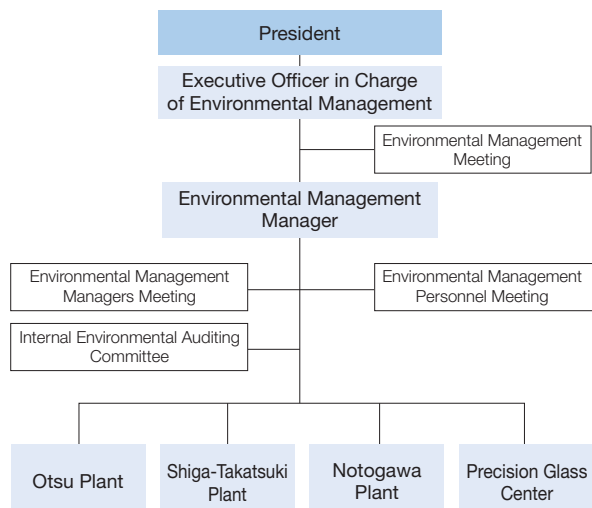 President
Executive Officer in Charge
of Environmental Management
Environmental Management
Meeting
Environmental Management
Manager
Environmental Management
Managers Meeting
Environmental Management
Personnel Meeting
Internal Environmental Auditing
Committee
Otsu Plant
Shiga-Takatsuki
Plant
Notogawa
Plant
Precision Glass
Center